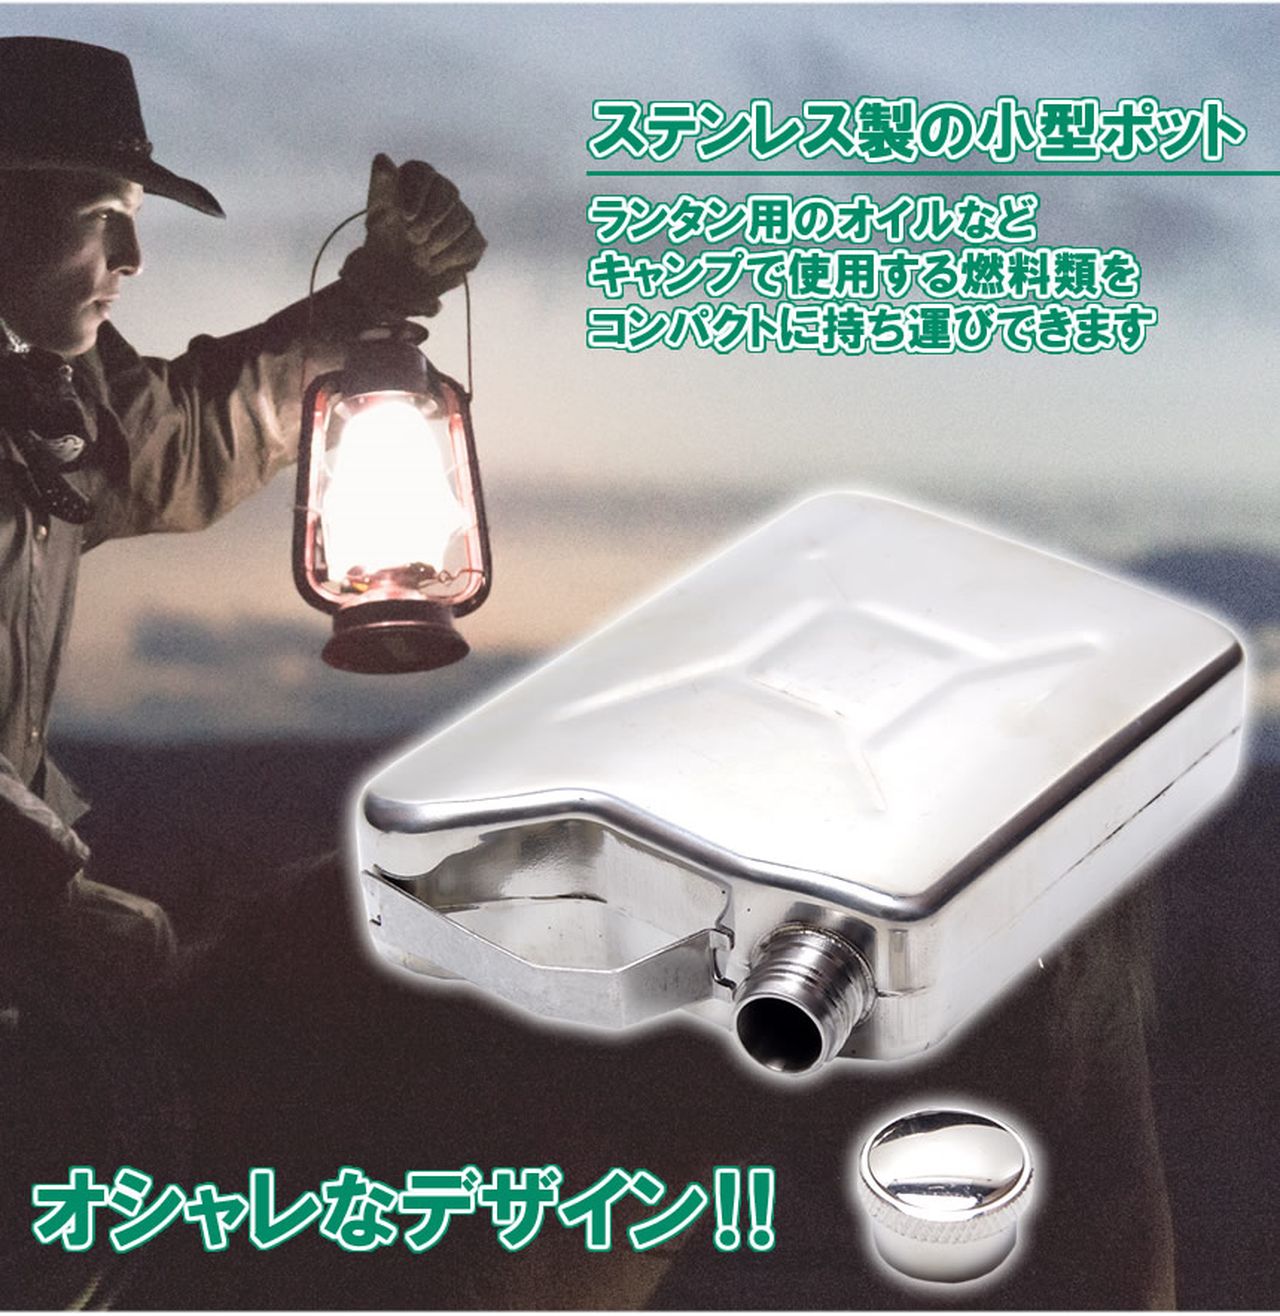 ステンレス製の小型ポット
ランタン用のオイルなど
キャンプで使用する燃料類を
コンパクトに持ち運びできます
オシャレなデザイン!!